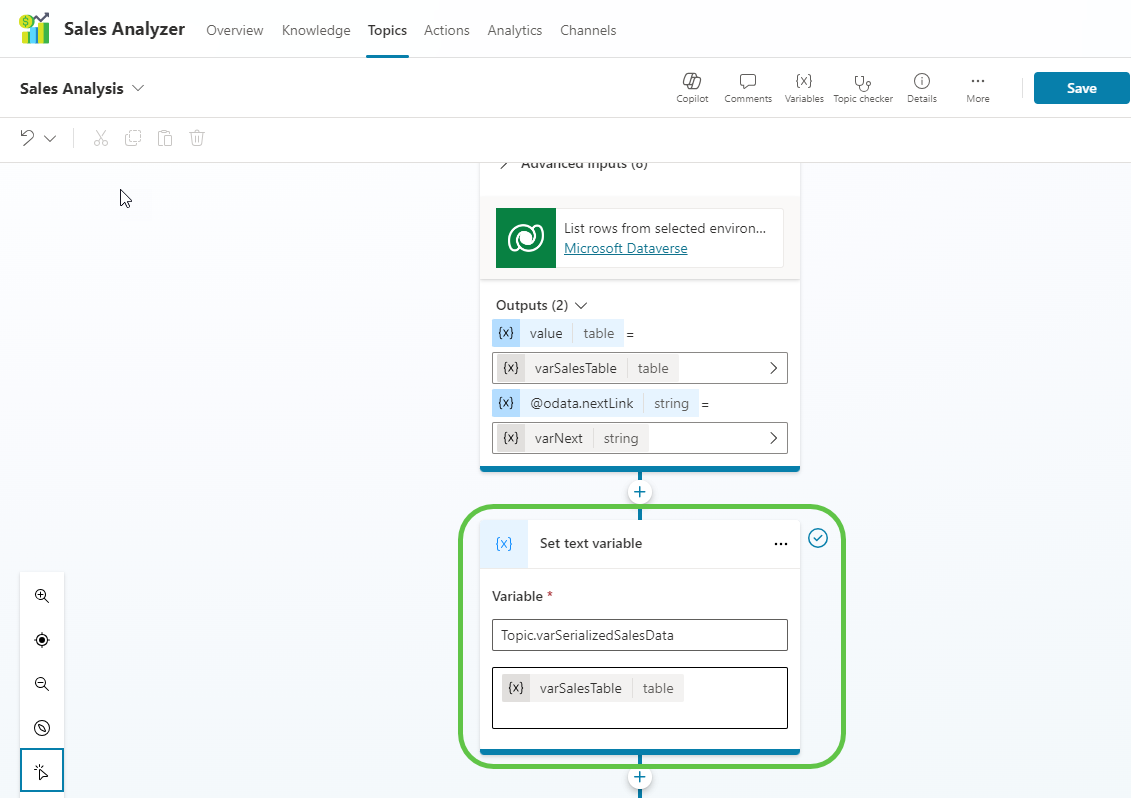 Sales Analyzer Overview Knowledge Topics Actions Analytics Channels
Sales Analysis
{x}
Copilot Comments Variables Topic checker Details More
Save
Advanced inputs (6)
List rows from selected environ...
Microsoft Dataverse
Outputs (2)
{x} value table =
{x} varSalesTable table
{x} @odata.nextLink string =
{x} varNext string
{x} Set text variable ...
Variable *
Topic.varSerializedSalesData
{x} varSalesTable table